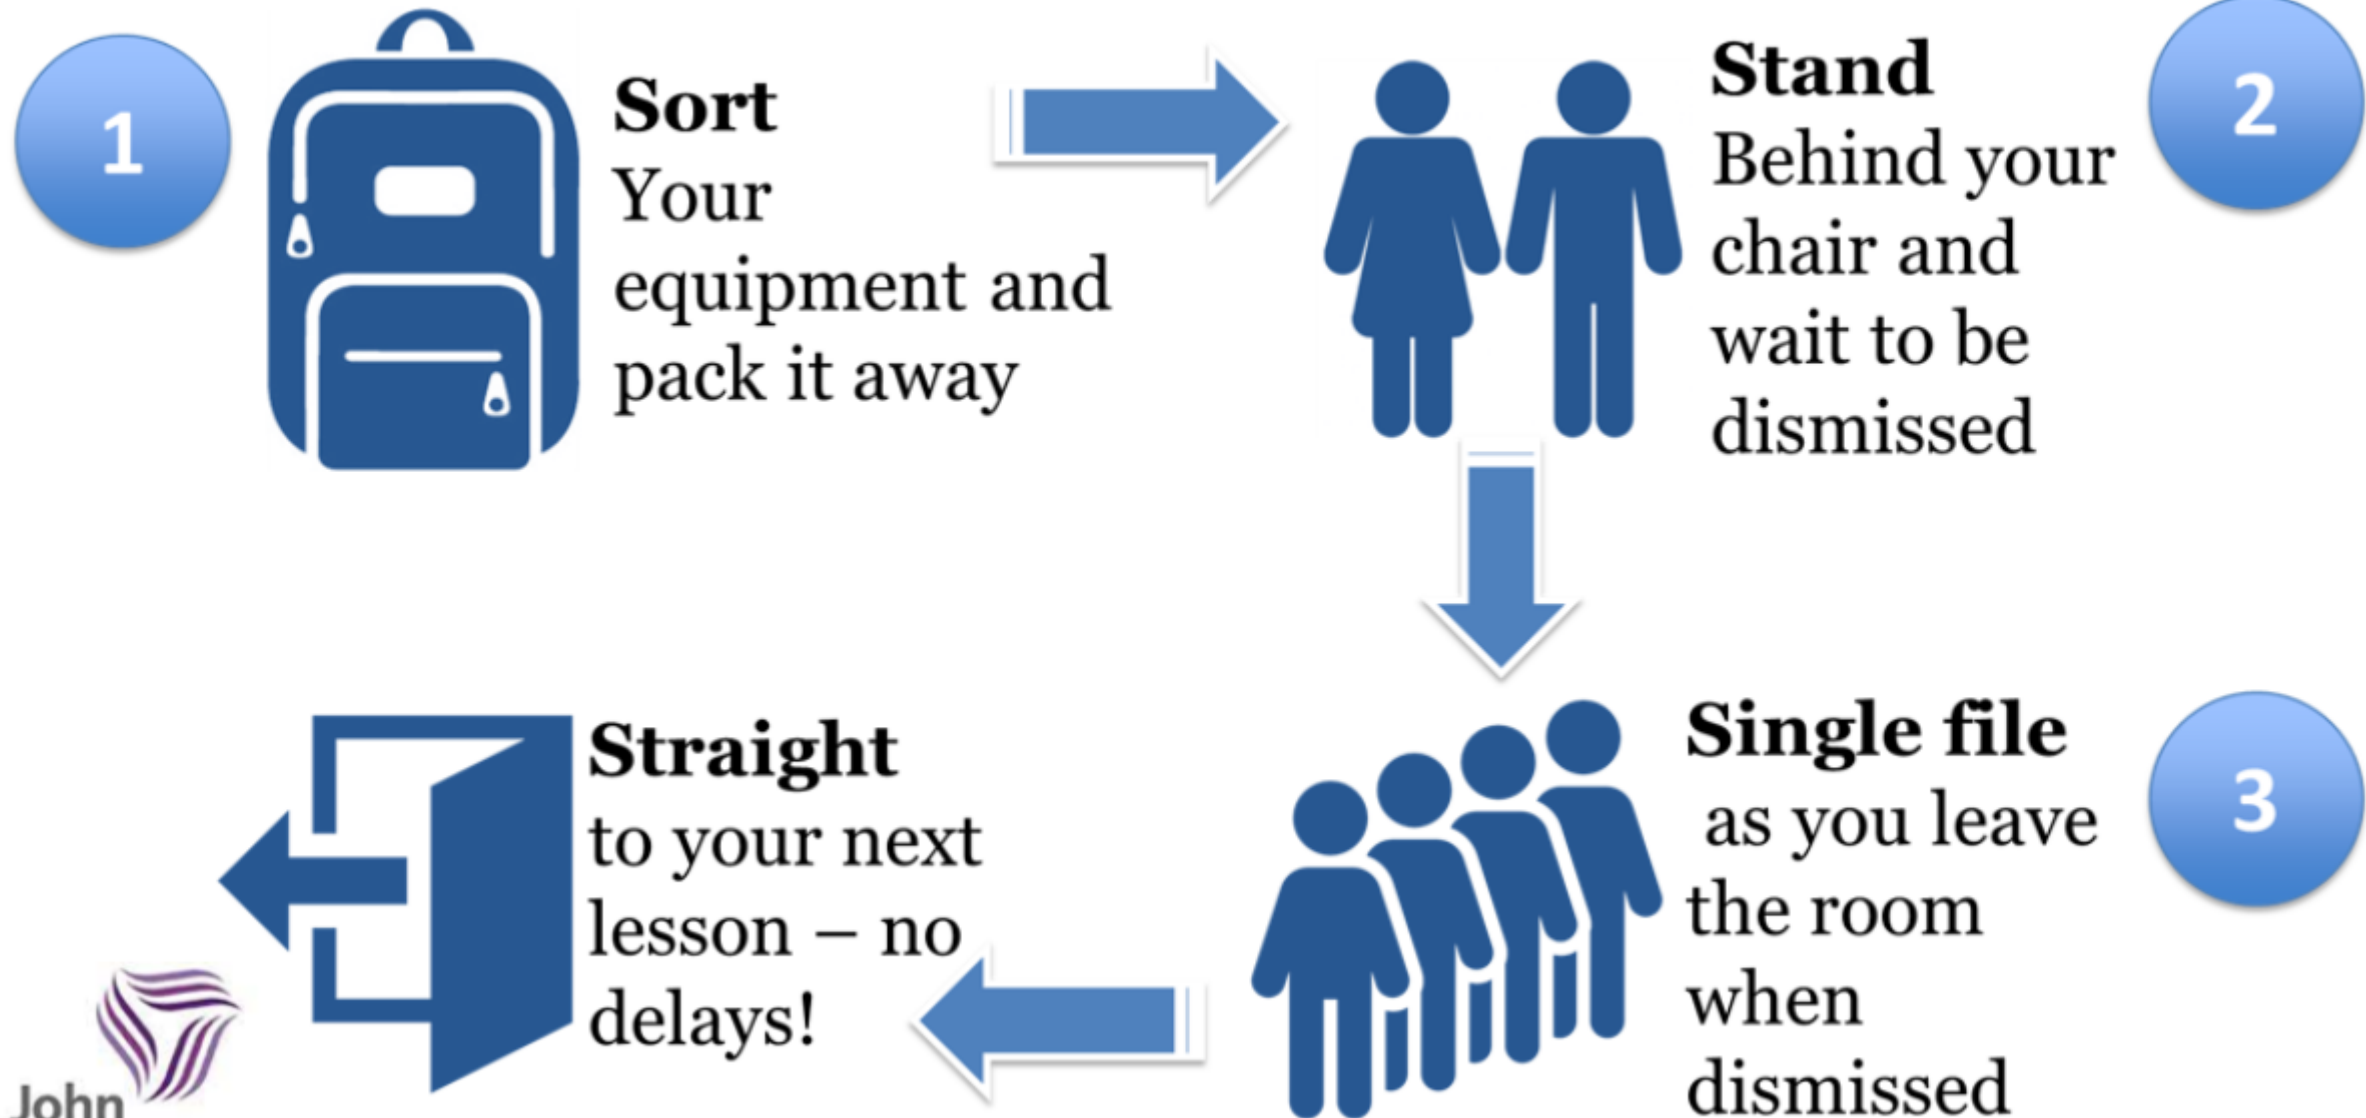 1
Sort
Your
equipment and
pack it away
Stand
Behind your
chair and
wait to be
dismissed
2
Single file
as you leave
the room
when
dismissed
3
Straight
to your next
lesson – no
delays!
John